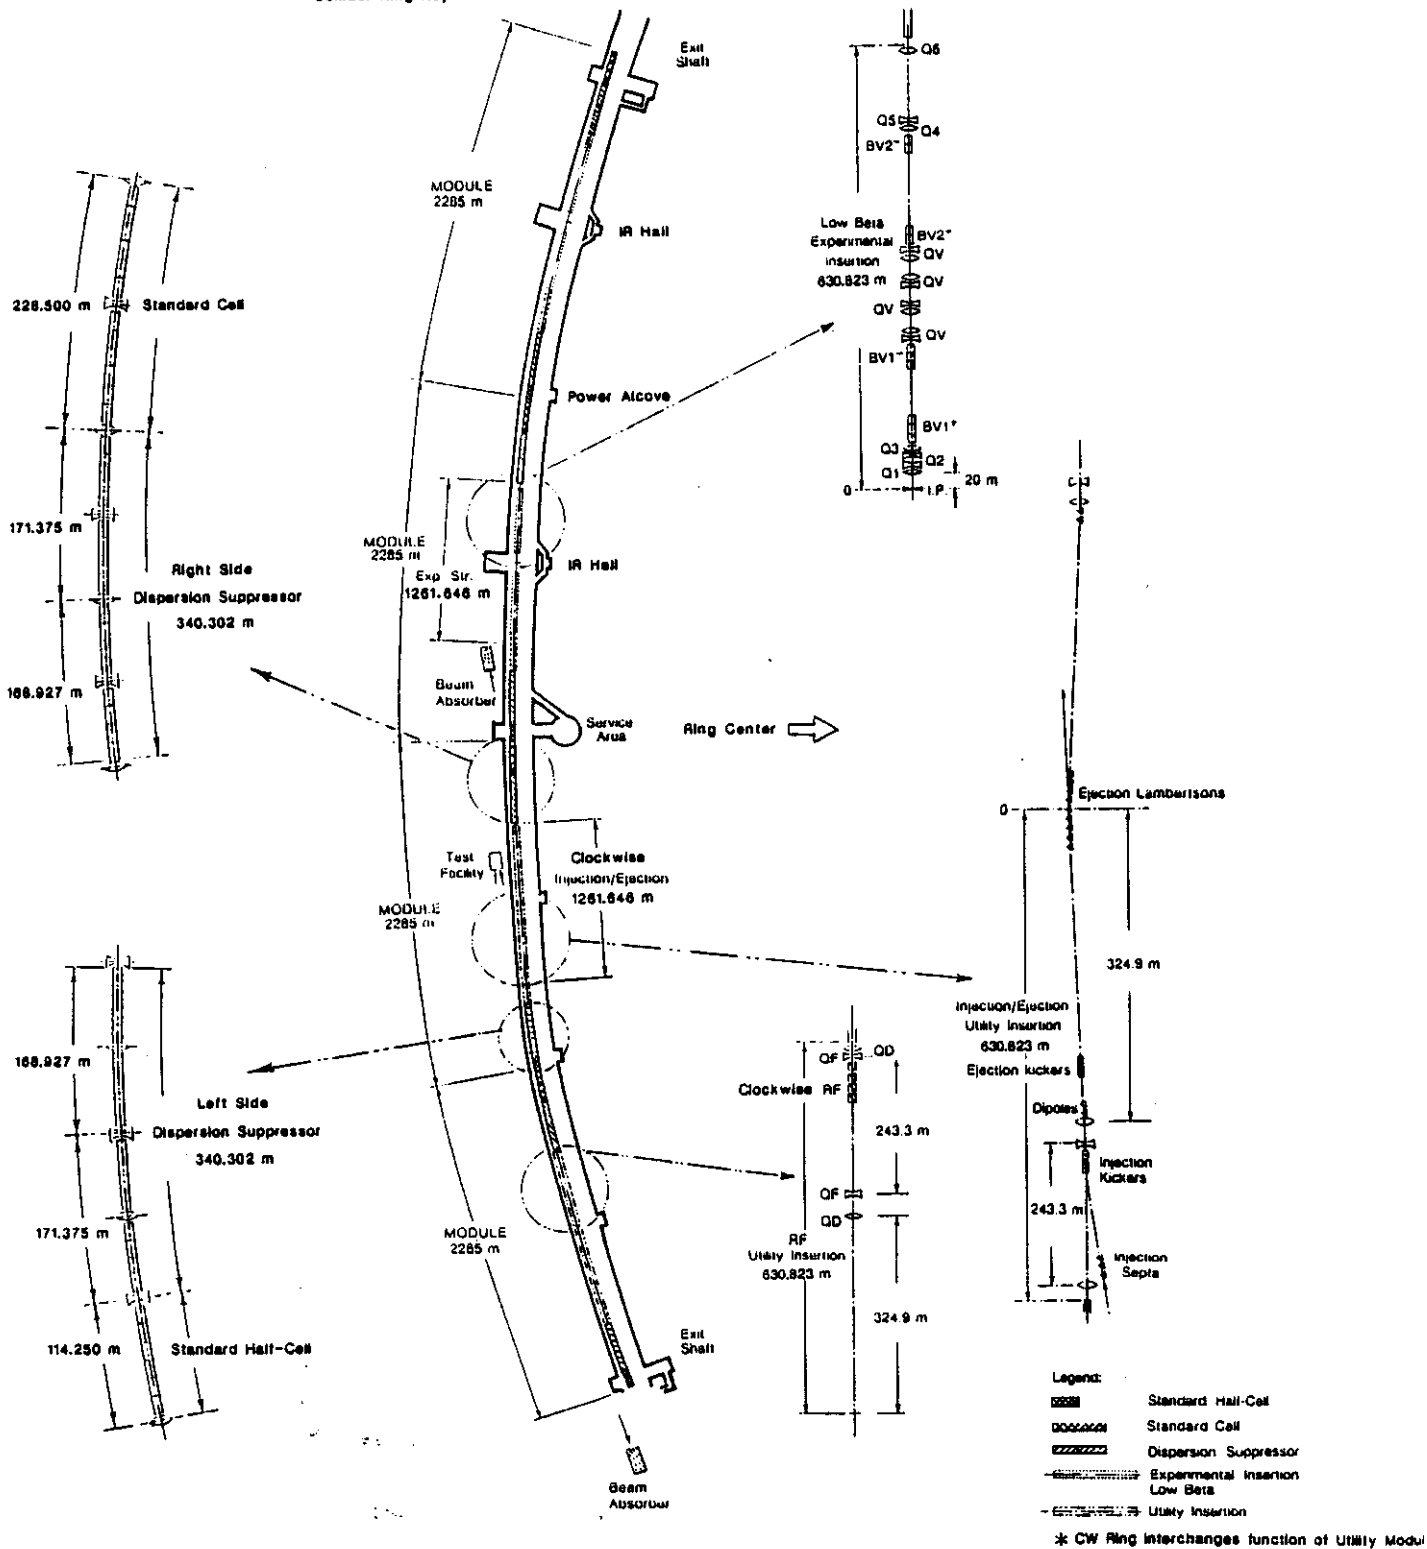 Exit
Shaft
MODULE
2285 m
IR Hall
Power Alcove
MODULE
2285 m
Exp. Str.
1261.646 m
IR Hall
Beam
Absorber
Service
Area
Ring Center
Test
Facility
Clockwise
Injection/Ejection
1261.646 m
MODULE
2285 m
MODULE
2285 m
Exit
Shaft
Beam
Absorber
228.500 m
Standard Cell
171.375 m
Right Side
Dispersion Suppressor
340.302 m
168.927 m
168.927 m
Left Side
Dispersion Suppressor
340.302 m
171.375 m
114.250 m
Standard Half-Cell
Q6
Q5
Q4
BV2-
Low Beta
Experimental
Insertion
630.823 m
BV2+
QV
QV
QV
QV
BV1-
BV1+
Q3
Q2
Q1
20 m
0
I.P.
Ejection Lambertsons
0
324.9 m
Injection/Ejection
Utility Insertion
630.823 m
Ejection kickers
Dipoles
Injection
Kickers
243.3 m
Injection
Septa
QF
QD
Clockwise RF
243.3 m
QF
QD
RF
Utility Insertion
630.823 m
324.9 m
Legend:
Standard Half-Cell
Standard Cell
Dispersion Suppressor
Experimental Insertion
Low Beta
Utility Insertion
* CW Ring interchanges function of Utility Modul